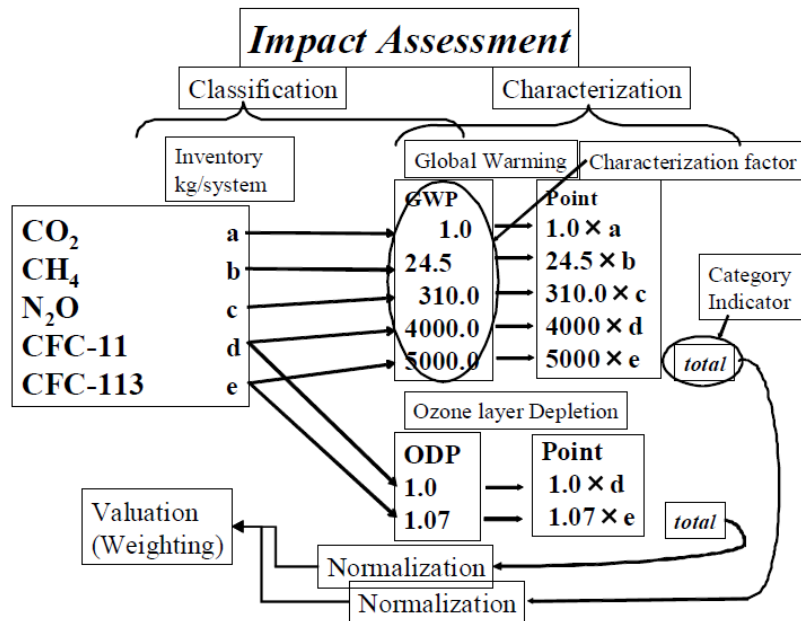 Impact Assessment
Classification
Characterization
Inventory
kg/system
Global Warming
Characterization factor
CO₂ a
CH₄ b
N₂O c
CFC-11 d
CFC-113 e
GWP
1.0
24.5
310.0
4000.0
5000.0
Point
1.0 × a
24.5 × b
310.0 × c
4000 × d
5000 × e
Category
Indicator
total
Ozone layer Depletion
ODP
1.0
1.07
Point
1.0 × d
1.07 × e
total
Valuation
(Weighting)
Normalization
Normalization